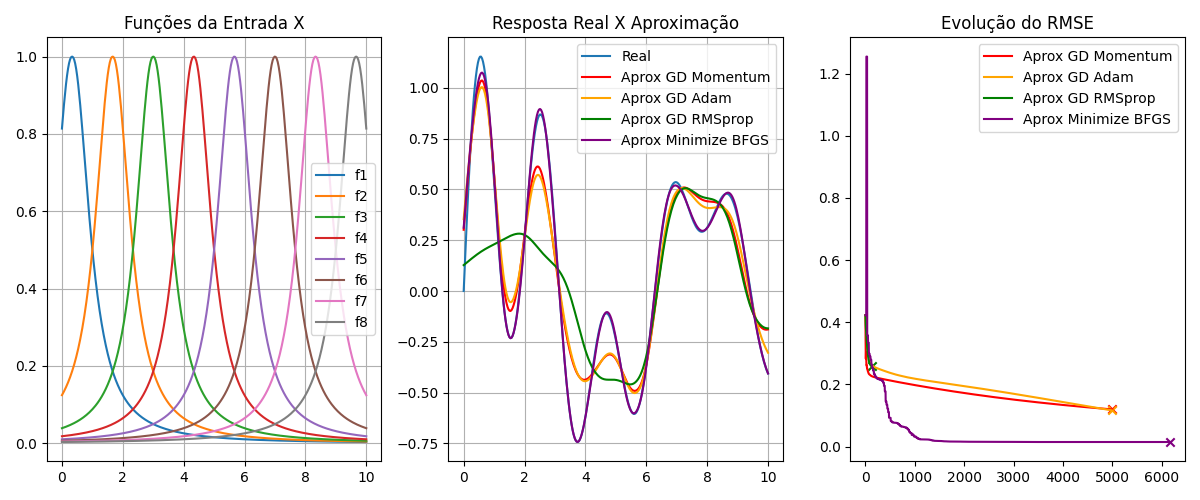 Funções da Entrada X
1.0
0.8
0.6
0.4
0.2
0.0
0
2
4
6
8
10
f1
f2
f3
f4
f5
f6
f7
f8
Resposta Real X Aproximação
1.00
0.75
0.50
0.25
0.00
−0.25
−0.50
−0.75
0
2
4
6
8
10
Real
Aprox GD Momentum
Aprox GD Adam
Aprox GD RMSprop
Aprox Minimize BFGS
Evolução do RMSE
1.2
1.0
0.8
0.6
0.4
0.2
0.0
0
1000
2000
3000
4000
5000
6000
Aprox GD Momentum
Aprox GD Adam
Aprox GD RMSprop
Aprox Minimize BFGS